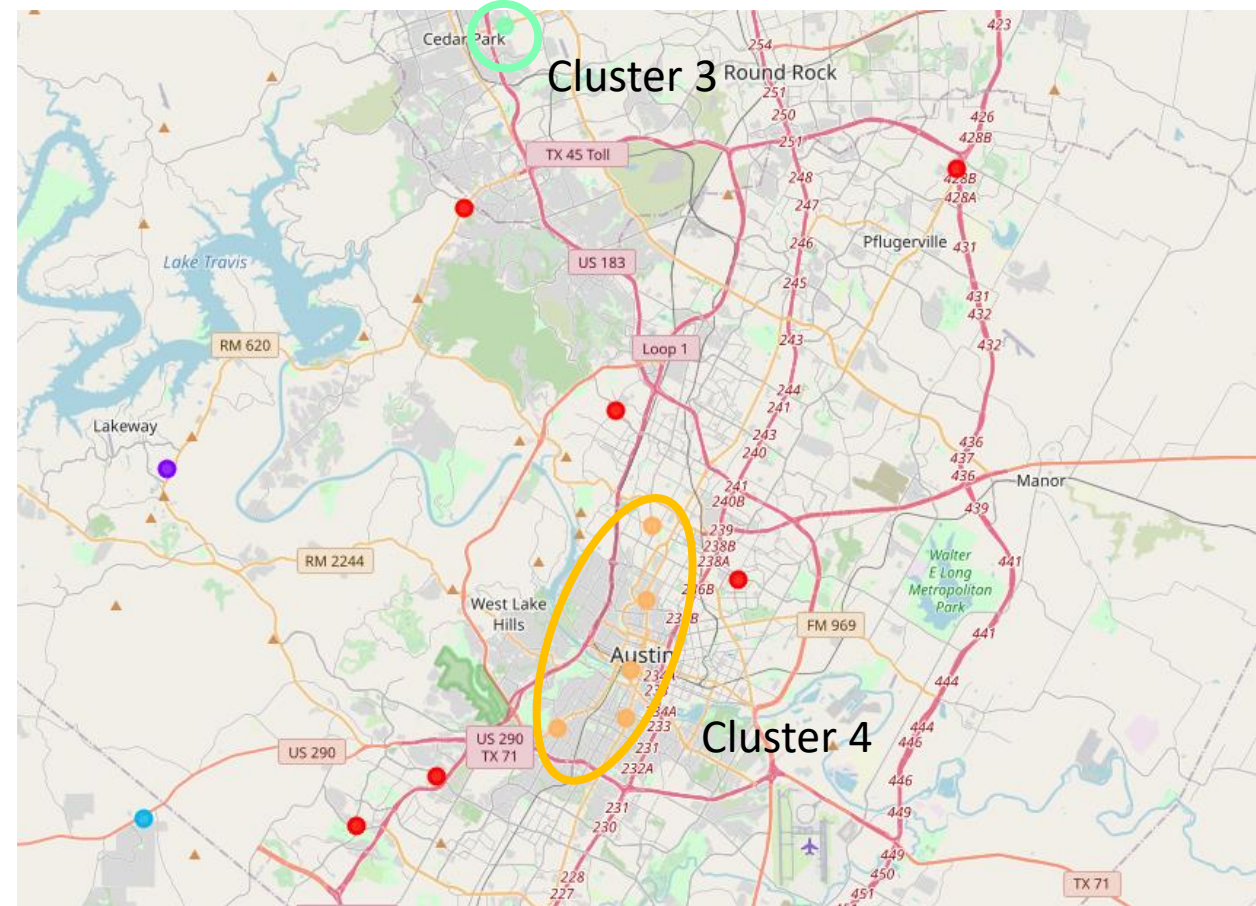 423
Cedar Park
254
Cluster 3
Round Rock
251
250
426
428B
251
TX 45 Toll
248
428B
428A
247
246
Pflugerville
431
Lake Travis
US 183
245
431
432
RM 620
Loop 1
243
432
244
241
Lakeway
243
240
436
437
436
Manor
241
240B
439
239
238B
238A
Walter
E Long
Metropolitan
Park
441
RM 2244
236B
West Lake
Hills
FM 969
441
Austin
234A
444
233
Cluster 4
444
446
US 290
TX 71
US 290
231
232A
446
231
230
449
449
450
228
227
451
TX 71